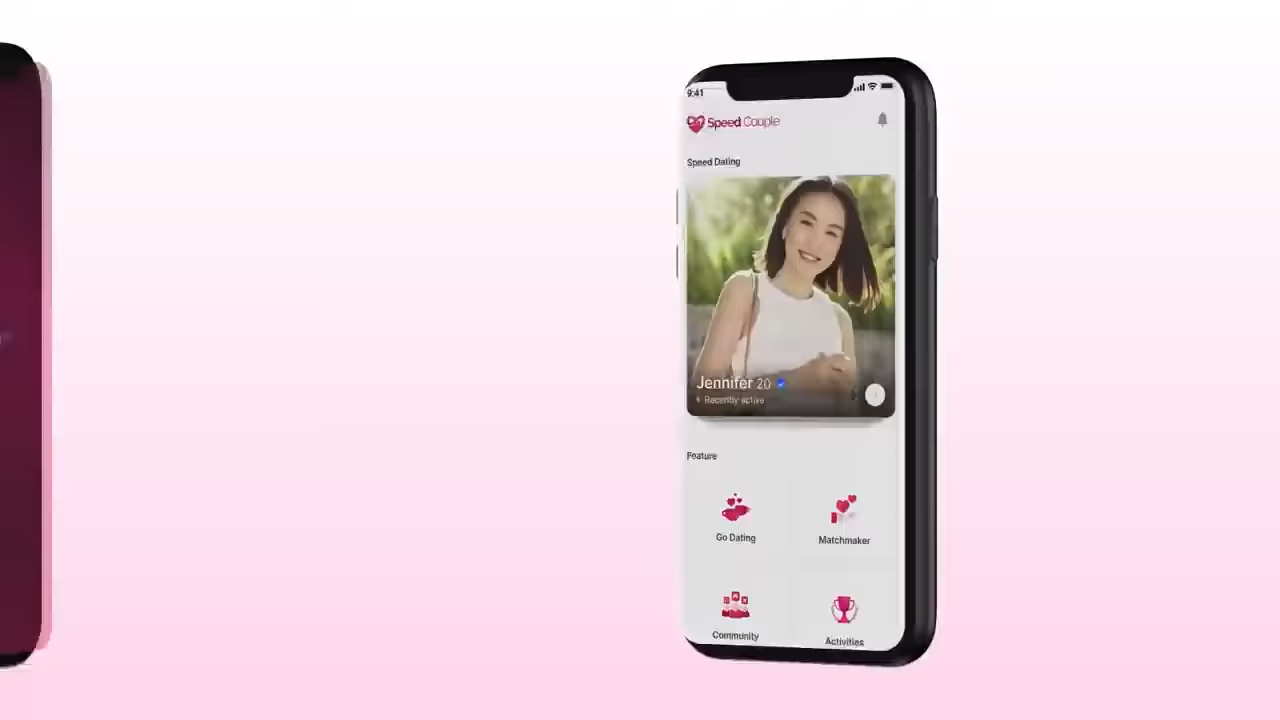 9:41
Speed Couple
Speed Dating
Jennifer 20
Recently active
Feature
Go Dating
Matchmaker
Community
Activities